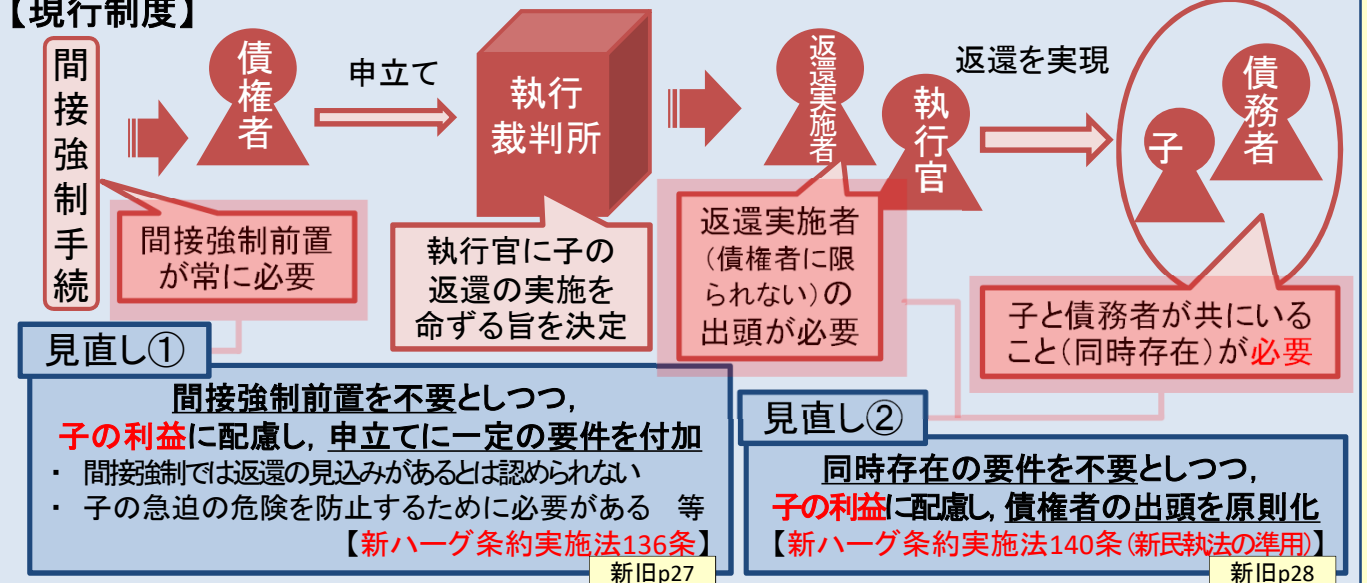 【現行制度】
間接強制手続
債権者
申立て
執行
裁判所
返還実施者
執行官
返還を実現
子
債務者
間接強制前置
が常に必要
執行官に子の
返還の実施を
命ずる旨を決定
返還実施者
(債権者に限
られない)の
出頭が必要
子と債務者が共にいる
こと(同時存在)が必要
見直し①
間接強制前置を不要としつつ,
子の利益に配慮し, 申立てに一定の要件を付加
・ 間接強制では返還の見込みがあるとは認められない
・ 子の急迫の危険を防止するために必要がある 等
【新ハーグ条約実施法136条】
新旧p27
見直し②
同時存在の要件を不要としつつ,
子の利益に配慮し, 債権者の出頭を原則化
【新ハーグ条約実施法140条(新民執法の準用)】
新旧p28